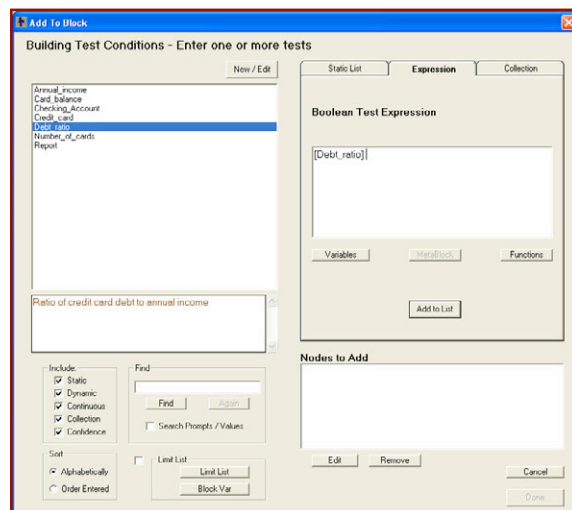 Add To Block
Building Test Conditions - Enter one or more tests
New / Edit
Annual_income
Card_balance
Checking_Account
Credit_card
Debt_ratio
Number_of_cards
Report
Ratio of credit card debt to annual income
Include:
Static
Dynamic
Continuous
Collection
Confidence
Find
Find
Again
Search Prompts / Values
Sort
Alphabetically
Order Entered
Limit List
Limit List
Block Var
Static List
Expression
Collection
Boolean Test Expression
[Debt_ratio]
Variables
MetaBlock
Functions
Add to List
Nodes to Add
Edit
Remove
Cancel
Done